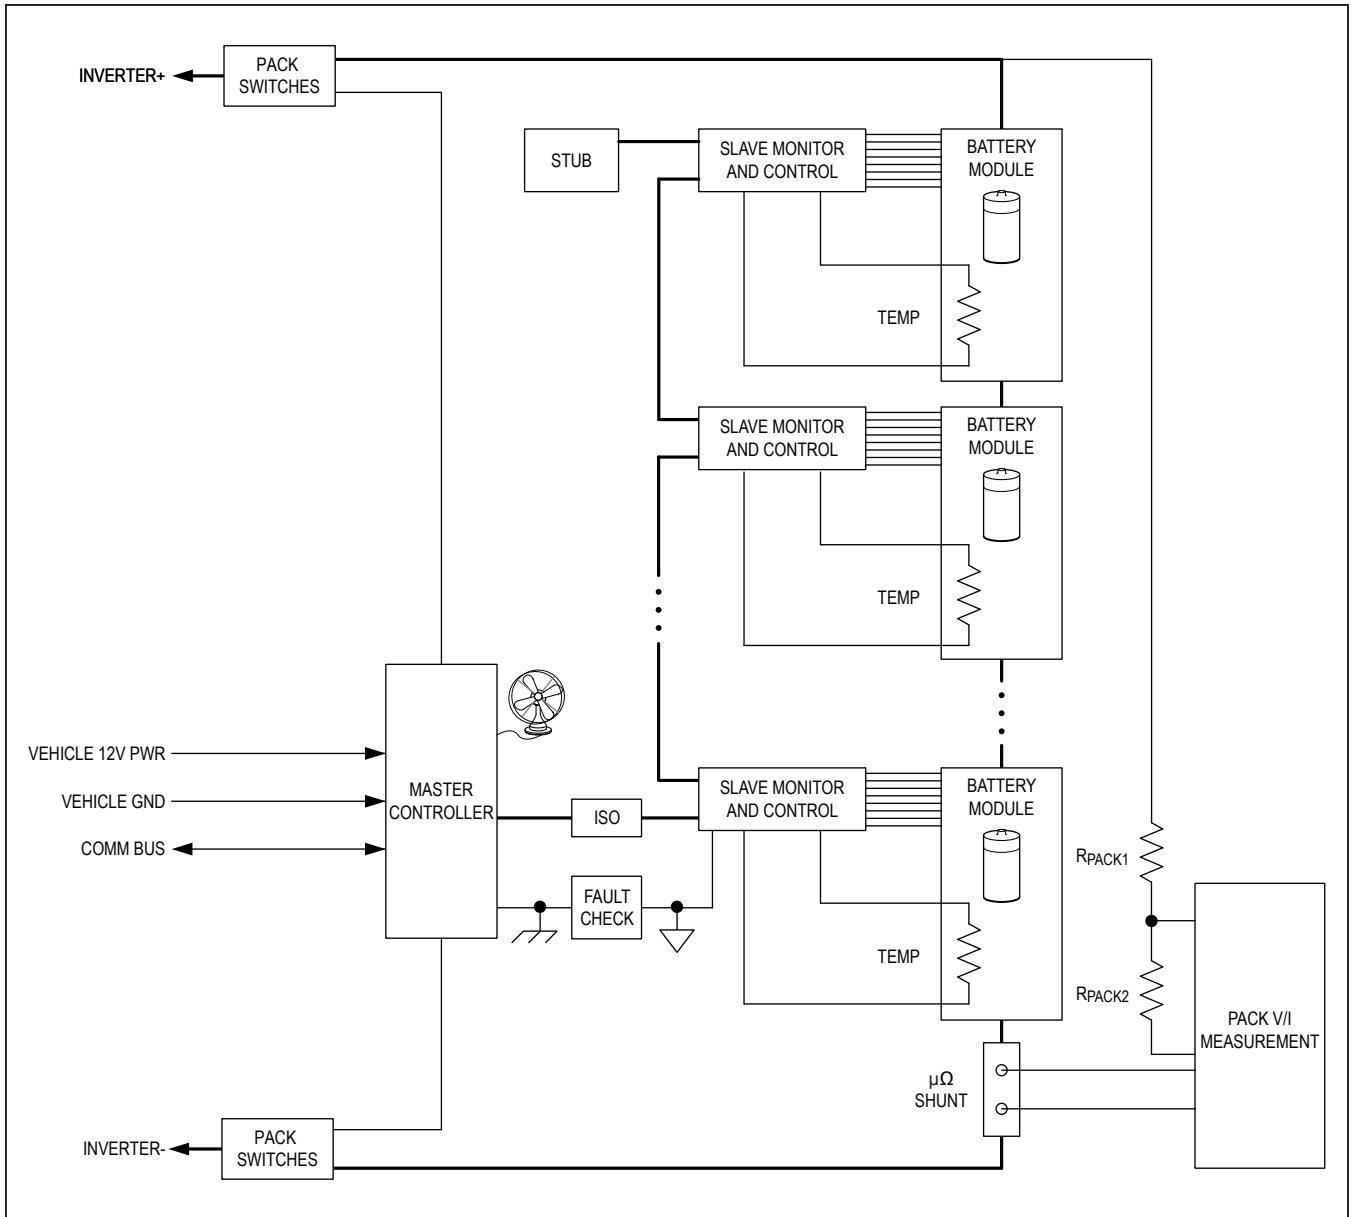 INVERTER+
PACK
SWITCHES
STUB
SLAVE MONITOR
AND CONTROL
BATTERY
MODULE
TEMP
SLAVE MONITOR
AND CONTROL
BATTERY
MODULE
TEMP
VEHICLE 12V PWR
VEHICLE GND
COMM BUS
MASTER
CONTROLLER
ISO
FAULT
CHECK
SLAVE MONITOR
AND CONTROL
BATTERY
MODULE
TEMP
RPACK1
RPACK2
PACK V/I
MEASUREMENT
μΩ
SHUNT
INVERTER-
PACK
SWITCHES